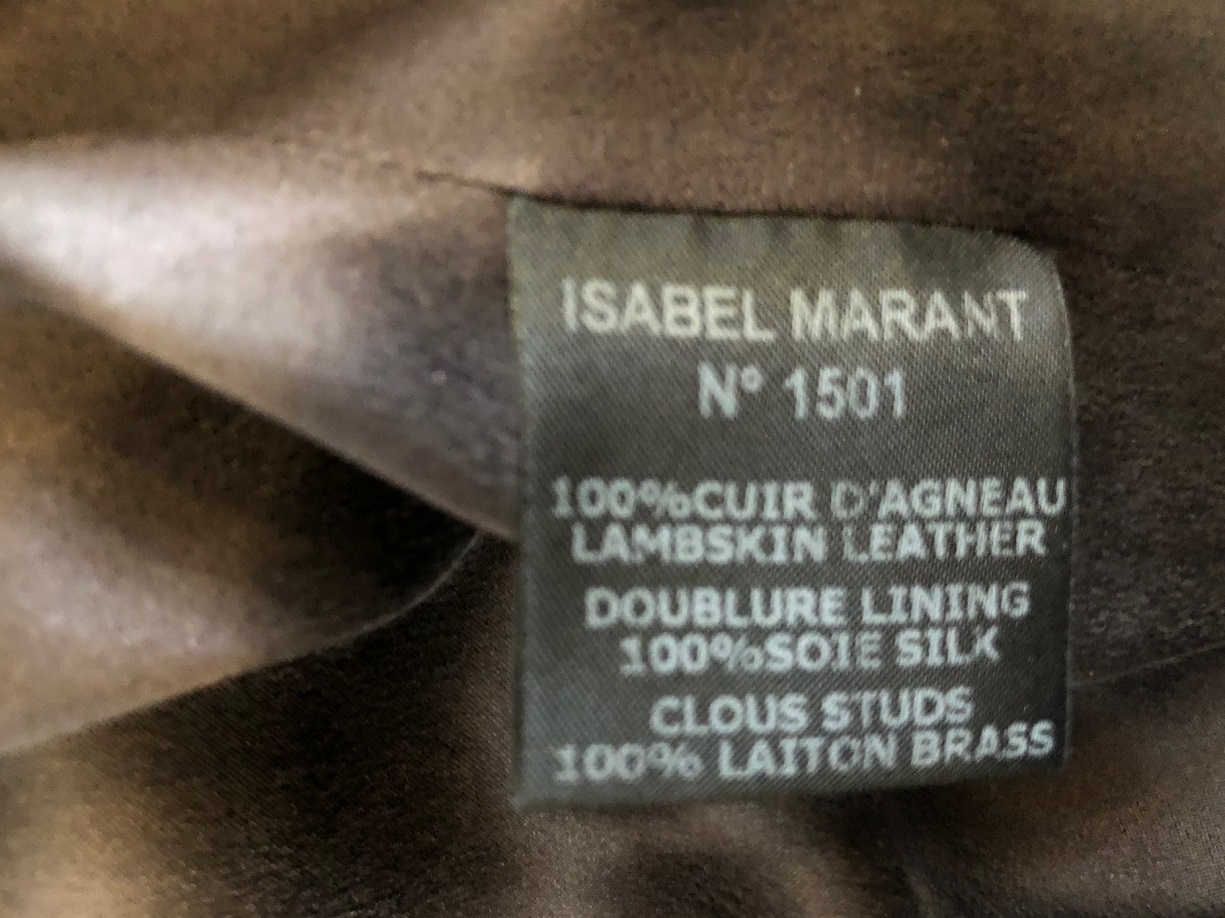 ISABEL MARANT
N° 1501
100%CUIR D'AGNEAU
LAMBSKIN LEATHER
DOUBLURE LINING
100%SOIE SILK
CLOUS STUDS
100% LAITON BRASS